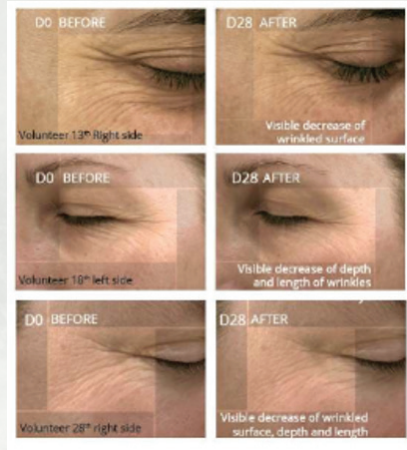 D0 BEFORE
D28 AFTER
Volunteer 13th Right side
Visible decrease of
wrinkled surface
D0 BEFORE
D28 AFTER
Volunteer 18th left side
Visible decrease of depth
and length of wrinkles
D0 BEFORE
D28 AFTER
Volunteer 28th right side
Visible decrease of wrinkled
surface, depth and length